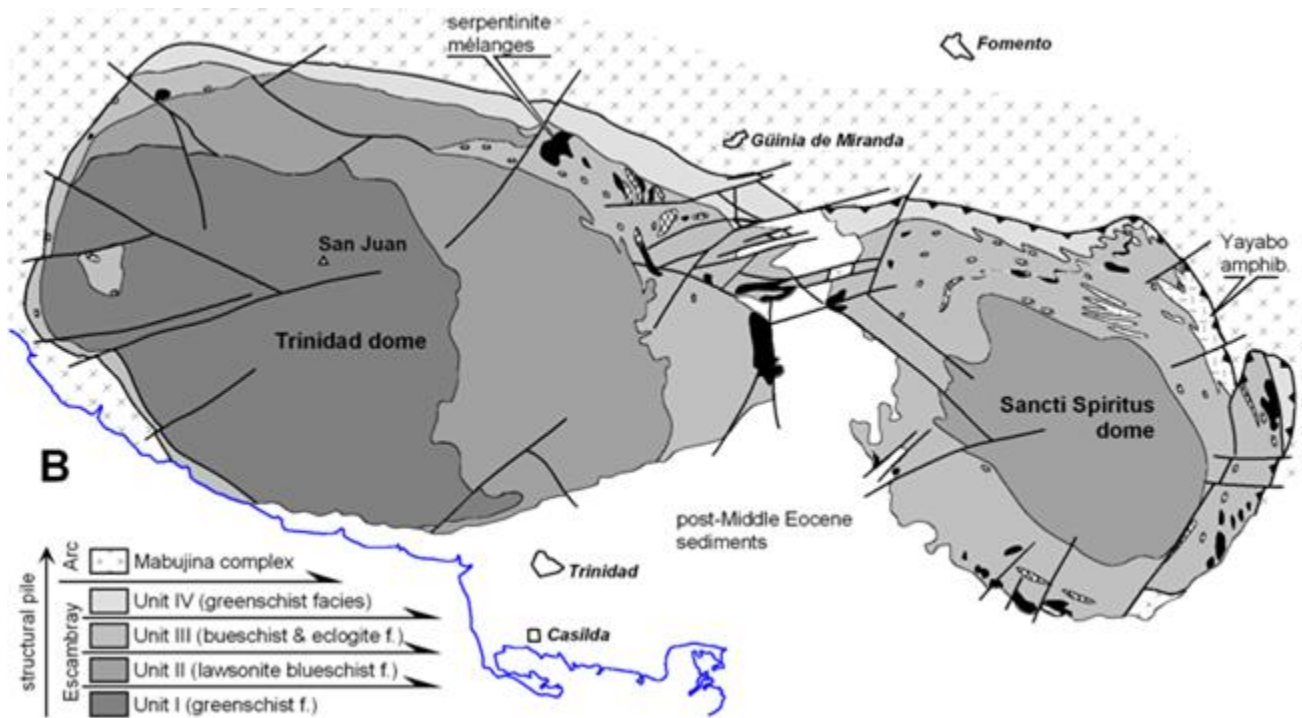 serpentinite
mélanges
Fomento
Güinia de Miranda
San Juan
Yayabo
amphib.
Trinidad dome
Sancti Spiritus
dome
B
post-Middle Eocene
sediments
Trinidad
Casilda
structural pile
Arc
Escambray
Mabujina complex
Unit IV (greenschist facies)
Unit III (bueschist & eclogite f.)
Unit II (lawsonite blueschist f.)
Unit I (greenschist f.)